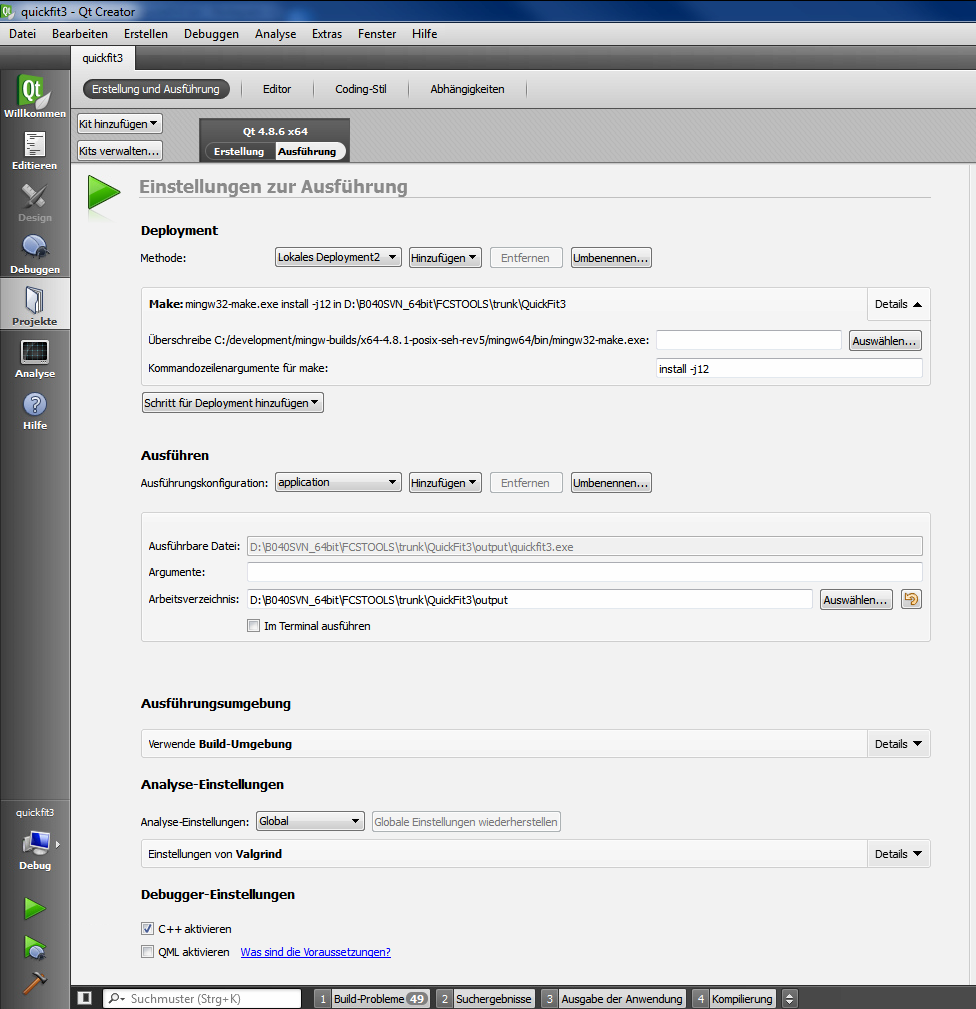 quickfit3 - Qt Creator
Datei Bearbeiten Erstellen Debuggen Analyse Extras Fenster Hilfe
quickfit3
Erstellung und Ausführung Editor Coding-Stil Abhängigkeiten
Kit hinzufügen
Kits verwalten...
Qt 4.8.6 x64
Erstellung Ausführung
Qt
Willkommen
Editieren
Design
Debuggen
Projekte
Analyse
Hilfe
Einstellungen zur Ausführung
Deployment
Methode: Lokales Deployment2 Hinzufügen Entfernen Umbenennen...
Make: mingw32-make.exe install -j12 in D:\B040SVN_64bit\FCSTOOLS\trunk\QuickFit3 Details
Überschreibe C:/development/mingw-builds/x64-4.8.1-posix-seh-rev5/mingw64/bin/mingw32-make.exe: Auswählen...
Kommandozeilenargumente für make: install -j12
Schritt für Deployment hinzufügen
Ausführen
Ausführungskonfiguration: application Hinzufügen Entfernen Umbenennen...
Ausführbare Datei: D:\B040SVN_64bit\FCSTOOLS\trunk\QuickFit3\output\quickfit3.exe
Argumente:
Arbeitsverzeichnis: D:\B040SVN_64bit\FCSTOOLS\trunk\QuickFit3\output Auswählen...
Im Terminal ausführen
Ausführungsumgebung
Verwende Build-Umgebung Details
Analyse-Einstellungen
Analyse-Einstellungen: Global Globale Einstellungen wiederherstellen
Einstellungen von Valgrind Details
Debugger-Einstellungen
C++ aktivieren
QML aktivieren Was sind die Voraussetzungen?
quickfit3
Debug
Suchmuster (Strg+K) 1 Build-Probleme 49 2 Suchergebnisse 3 Ausgabe der Anwendung 4 Kompilierung